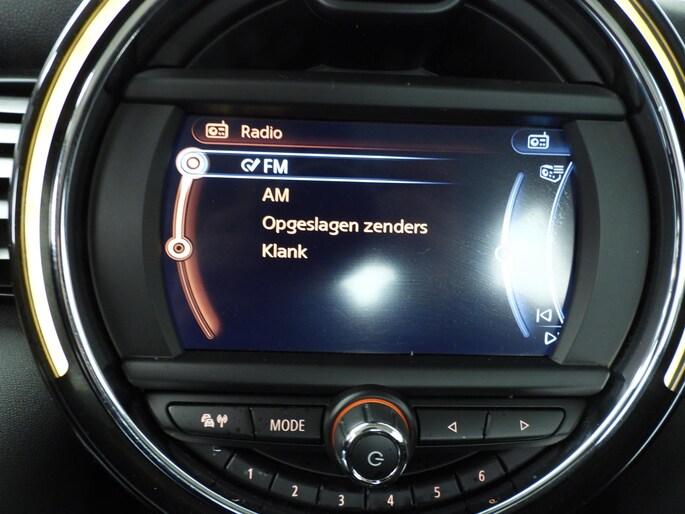 Radio
FM
AM
Opgeslagen zenders
Klank
MODE
1 2 3 4 5 6